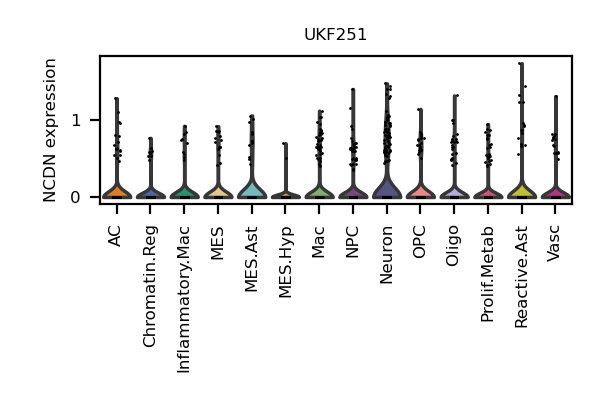 UKF251
NCDN expression
1
0
AC
Chromatin.Reg
Inflammatory.Mac
MES
MES.Ast
MES.Hyp
Mac
NPC
Neuron
OPC
Oligo
Prolif.Metab
Reactive.Ast
Vasc